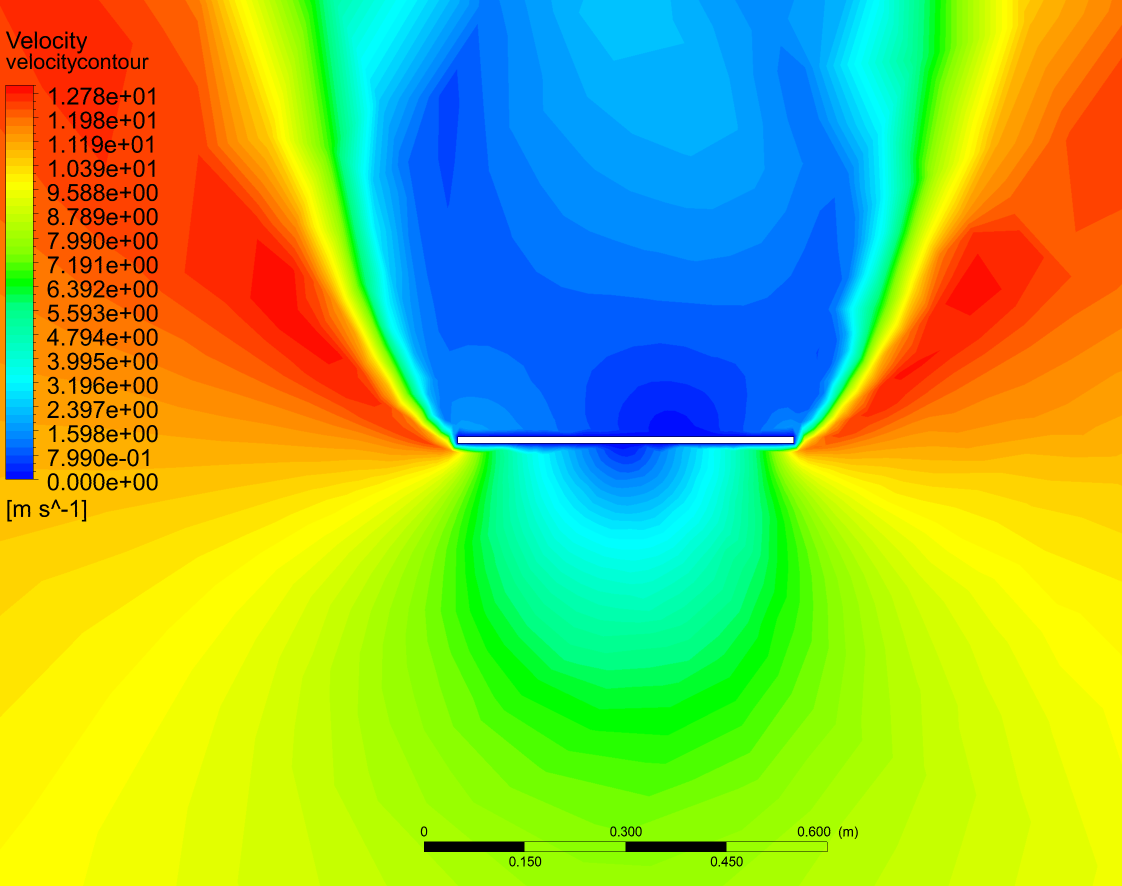 Velocity
velocitycontour
1.278e+01
1.198e+01
1.119e+01
1.039e+01
9.588e+00
8.789e+00
7.990e+00
7.191e+00
6.392e+00
5.593e+00
4.794e+00
3.995e+00
3.196e+00
2.397e+00
1.598e+00
7.990e-01
0.000e+00
[m s^-1]
0 0.300 0.600 (m)
0.150 0.450